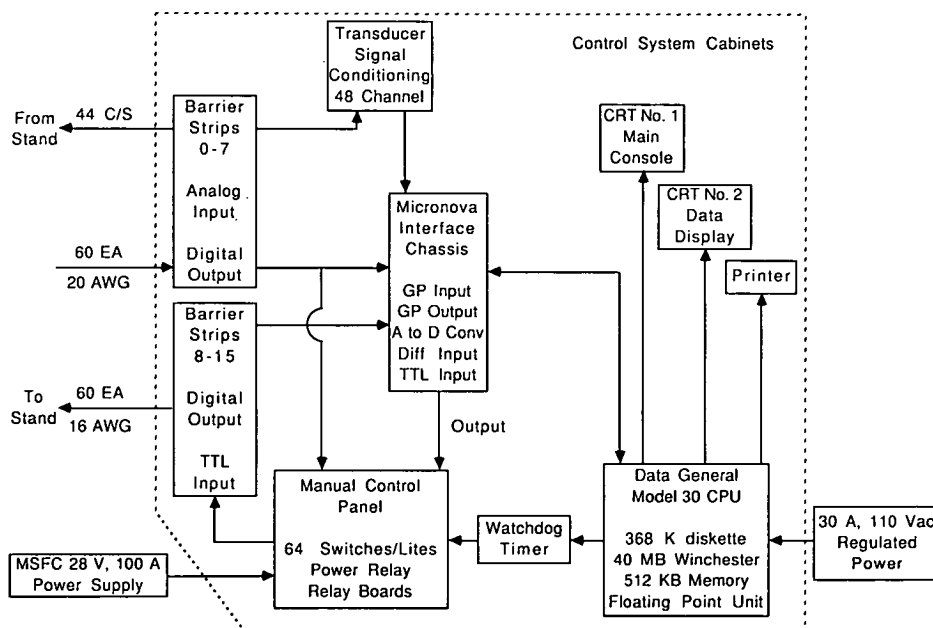 Control System Cabinets
Transducer
Signal
Conditioning
48 Channel
From
Stand
44 C/S
Barrier
Strips
0-7
Analog
Input
Digital
Output
60 EA
20 AWG
Micronova
Interface
Chassis
GP Input
GP Output
A to D Conv
Diff Input
TTL Input
CRT No. 1
Main
Console
CRT No. 2
Data
Display
Printer
Barrier
Strips
8-15
Digital
Output
TTL
Input
To
Stand
60 EA
16 AWG
Output
Manual Control
Panel
64 Switches/Lites
Power Relay
Relay Boards
Watchdog
Timer
Data General
Model 30 CPU
368 K diskette
40 MB Winchester
512 KB Memory
Floating Point Unit
30 A, 110 Vac
Regulated
Power
MSFC 28 V, 100 A
Power Supply